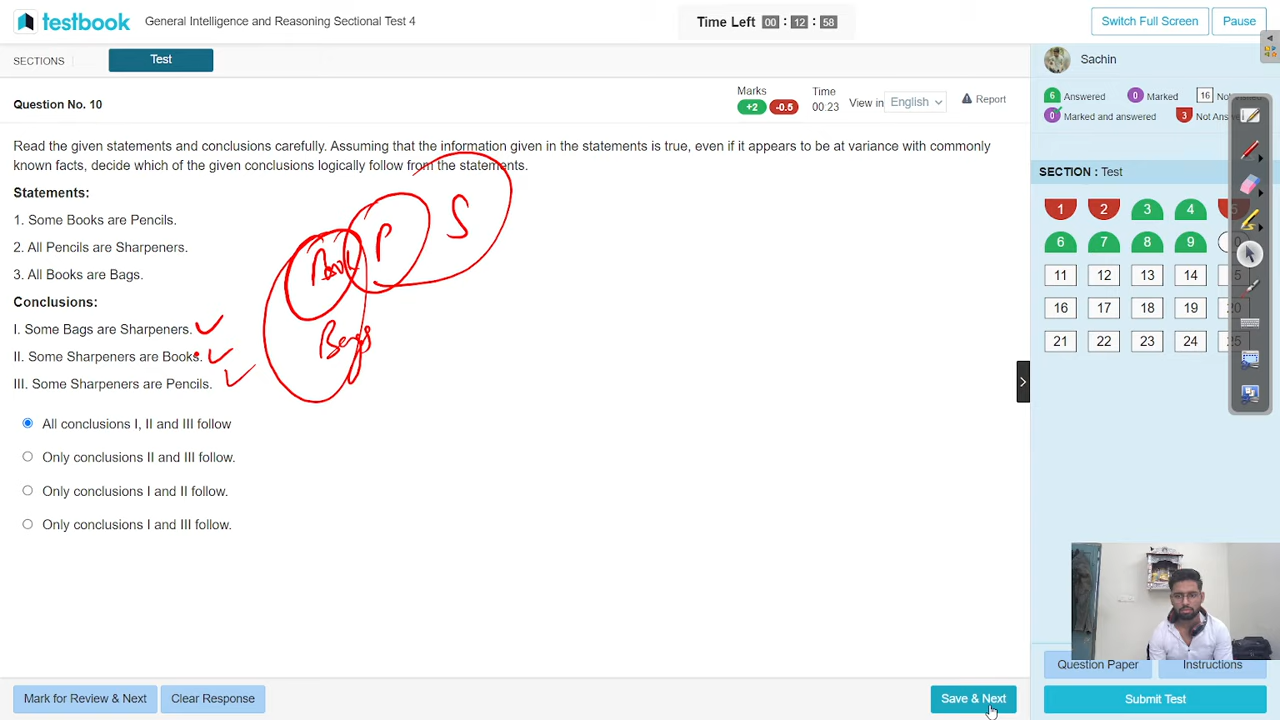 testbook
General Intelligence and Reasoning Sectional Test 4
Time Left 00 : 12 : 58
Switch Full Screen
Pause
SECTIONS
Test
Sachin
Question No. 10
Marks
+2 -0.5
Time
00:23
View in English
Report
6 Answered
0 Marked
16
0 Marked and answered
3
Read the given statements and conclusions carefully. Assuming that the information given in the statements is true, even if it appears to be at variance with commonly
known facts, decide which of the given conclusions logically follow from the statements.
Statements:
1. Some Books are Pencils.
2. All Pencils are Sharpeners.
3. All Books are Bags.
Conclusions:
I. Some Bags are Sharpeners.
II. Some Sharpeners are Books.
III. Some Sharpeners are Pencils.
P
S
Bags
All conclusions I, II and III follow
Only conclusions II and III follow.
Only conclusions I and II follow.
Only conclusions I and III follow.
SECTION : Test
1 2 3 4
6 7 8 9
11 12 13 14
16 17 18 19
21 22 23 24
Mark for Review & Next
Clear Response
Save & Next
Question Paper
Instructions
Submit Test